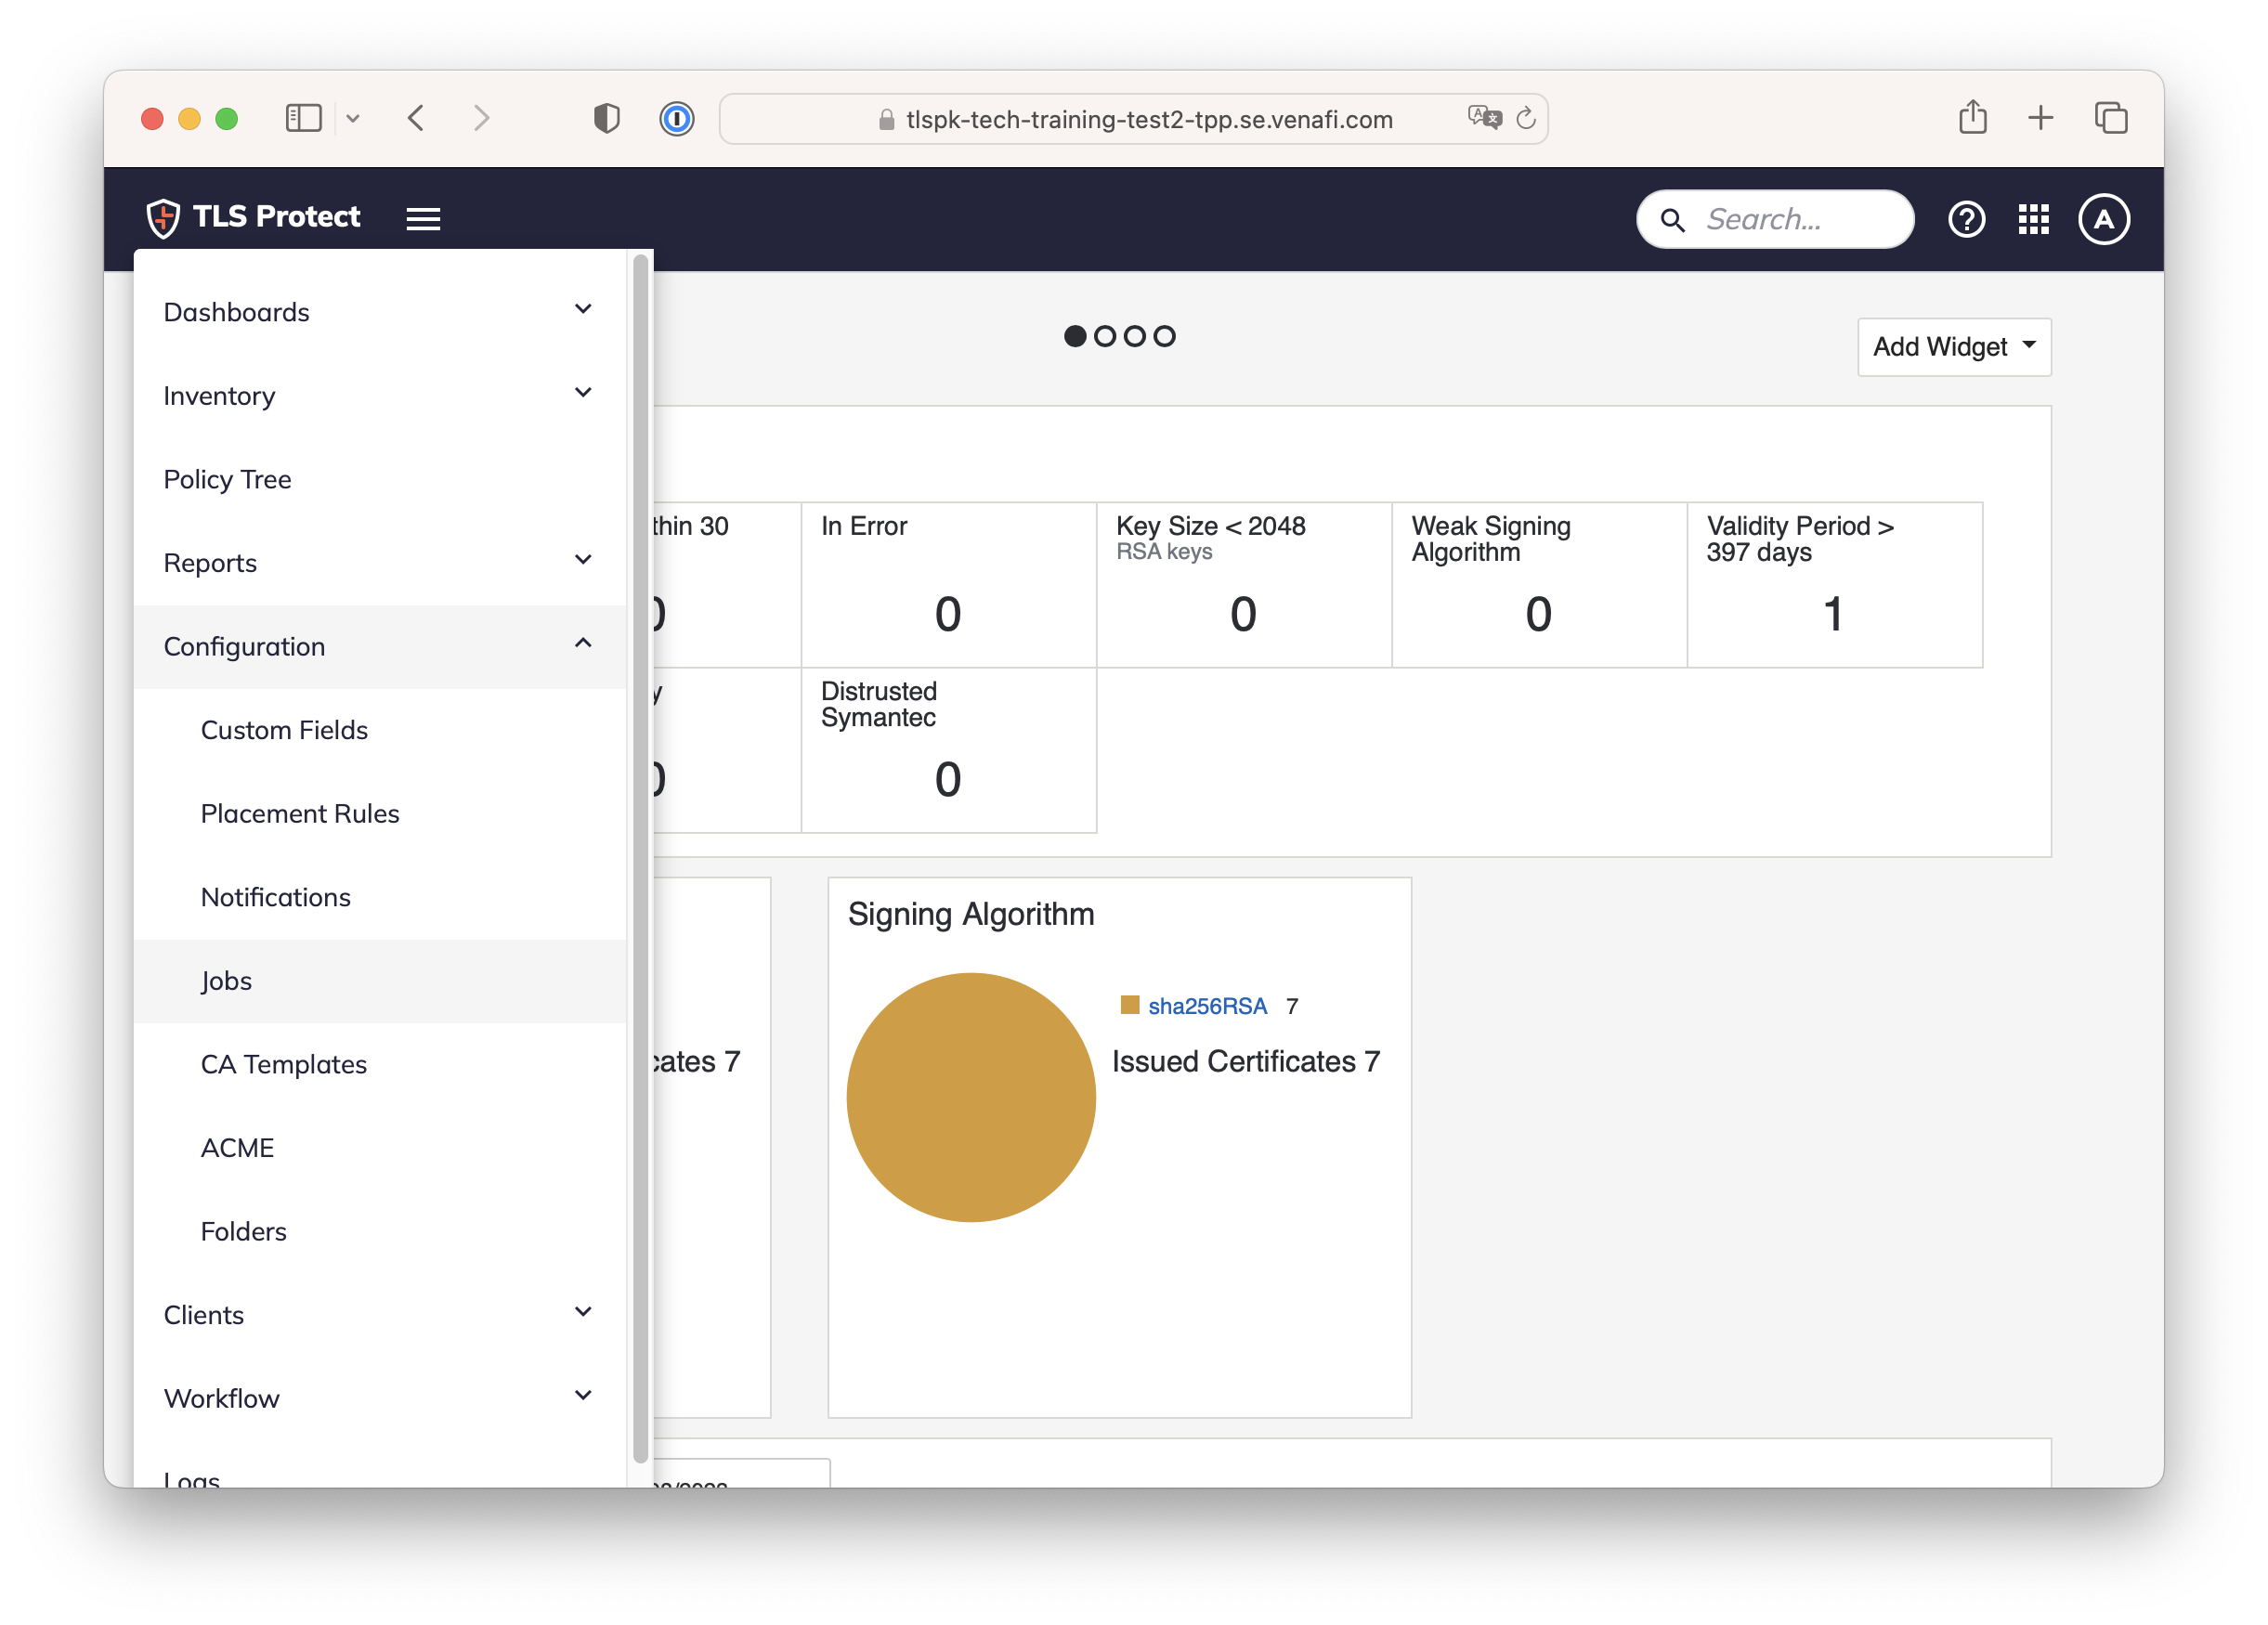 tlspk-tech-training-test2-tpp.se.venafi.com
TLS Protect
Search...
A
Dashboards
Inventory
Policy Tree
Reports
Configuration
Custom Fields
Placement Rules
Notifications
Jobs
CA Templates
ACME
Folders
Clients
Workflow
Logs
Add Widget
30
In Error
0
Key Size < 2048
RSA keys
0
Weak Signing
Algorithm
0
Validity Period >
397 days
1
Distrusted
Symantec
0
7
Signing Algorithm
sha256RSA 7
Issued Certificates 7